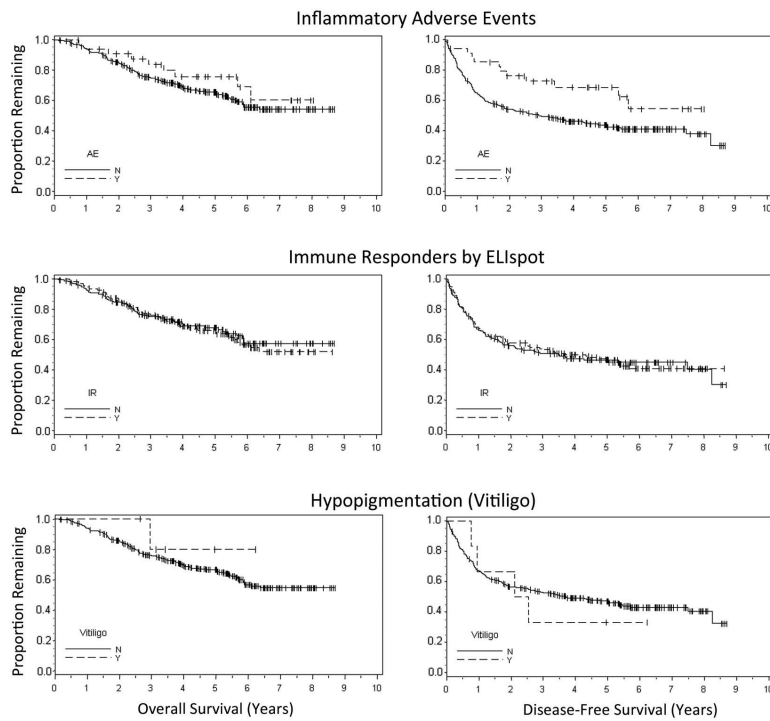 Inflammatory Adverse Events
Proportion Remaining
1.0
0.8
0.6
0.4
0.2
0.0
AE
N
Y
0 1 2 3 4 5 6 7 8 9 10
1.0
0.8
0.6
0.4
0.2
0.0
AE
N
Y
0 1 2 3 4 5 6 7 8 9 10
Immune Responders by ELIspot
Proportion Remaining
1.0
0.8
0.6
0.4
0.2
0.0
IR
N
Y
0 1 2 3 4 5 6 7 8 9 10
1.0
0.8
0.6
0.4
0.2
0.0
IR
N
Y
0 1 2 3 4 5 6 7 8 9 10
Hypopigmentation (Vitiligo)
Proportion Remaining
1.0
0.8
0.6
0.4
0.2
0.0
Vitiligo
N
Y
0 1 2 3 4 5 6 7 8 9 10
Overall Survival (Years)
1.0
0.8
0.6
0.4
0.2
0.0
Vitiligo
N
Y
0 1 2 3 4 5 6 7 8 9 10
Disease-Free Survival (Years)